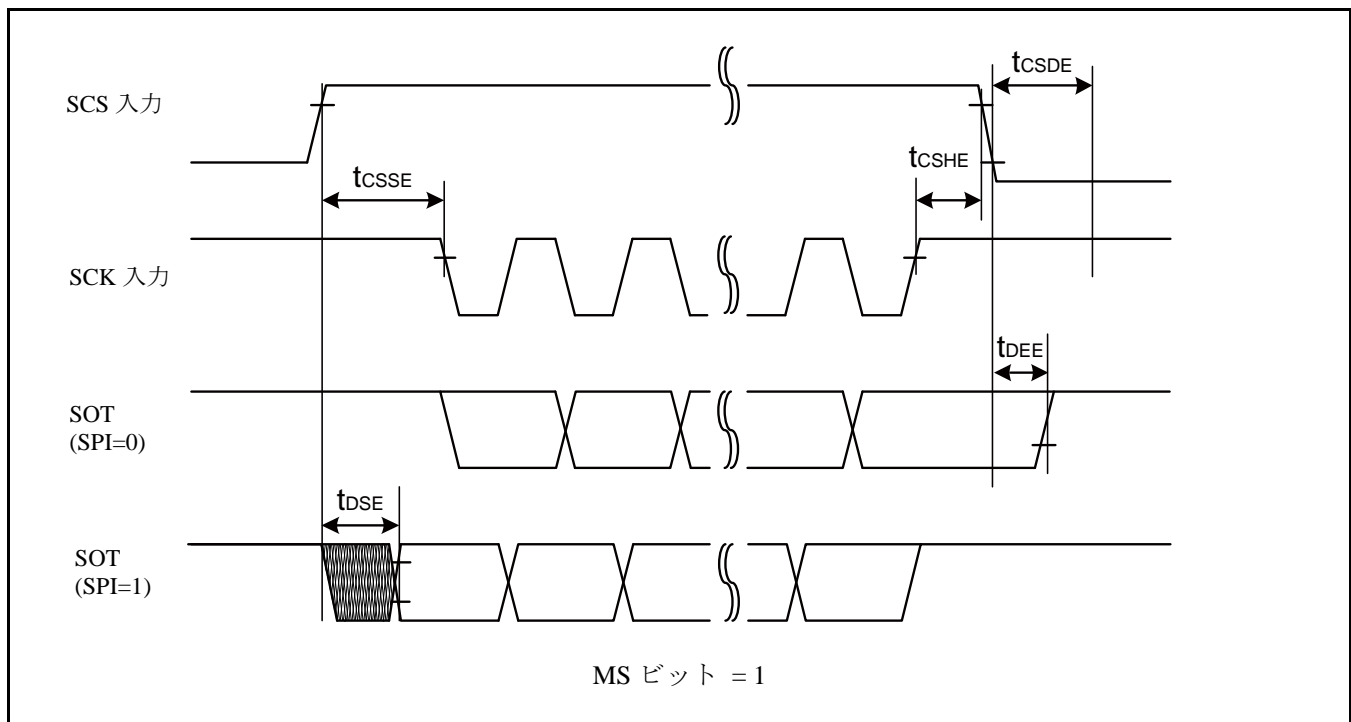 tCSDE
SCS 入力
tCSHE
tCSSE
SCK 入力
tDEE
SOT
(SPI=0)
tDSE
SOT
(SPI=1)
MS ビット = 1